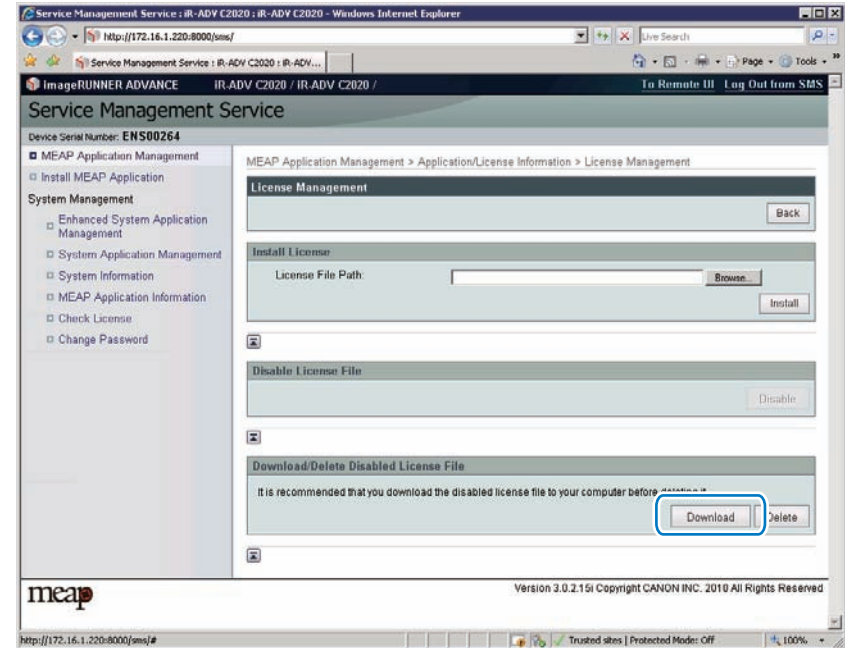 Service Management Service : iR-ADV C2020 : iR-ADV C2020 - Windows Internet Explorer
http://172.16.1.220:8000/sms/
Live Search
Service Management Service : iR-ADV C2020 : iR-ADV...
Page
Tools
imageRUNNER ADVANCE
iR-ADV C2020 / iR-ADV C2020 /
To Remote UI
Log Out from SMS
Service Management Service
Device Serial Number: ENS00264
MEAP Application Management
Install MEAP Application
System Management
Enhanced System Application
Management
System Application Management
System Information
MEAP Application Information
Check License
Change Password
MEAP Application Management > Application/License Information > License Management
License Management
Back
Install License
License File Path:
Browse...
Install
Disable License File
Disable
Download/Delete Disabled License File
It is recommended that you download the disabled license file to your computer before deleting it.
Download
Delete
meap
Version 3.0.2.15i Copyright CANON INC. 2010 All Rights Reserved
http://172.16.1.220:8000/sms/#
Trusted sites | Protected Mode: Off
100%